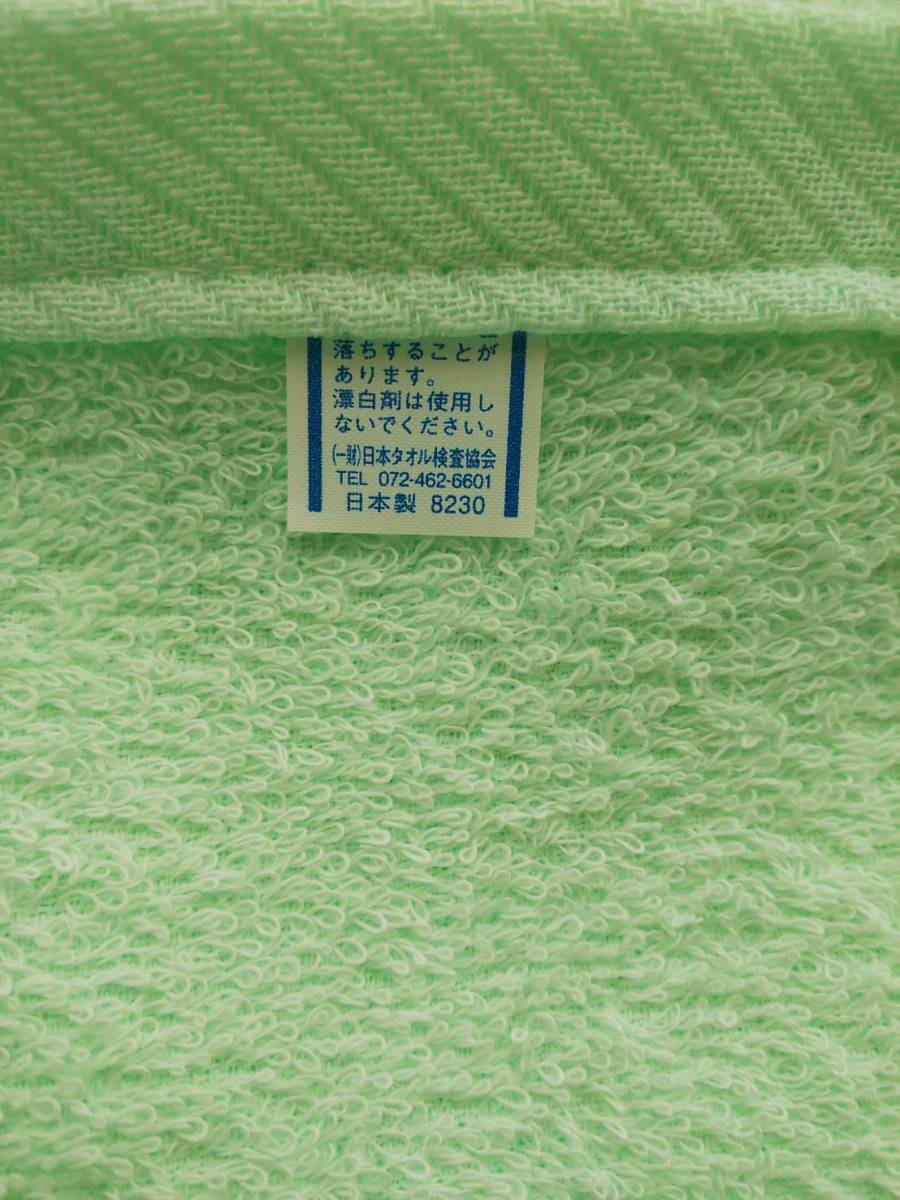 落ちすることが
あります。
漂白剤は使用し
ないでください。
(一財)日本タオル検査協会
TEL 072-462-6601
日本製 8230